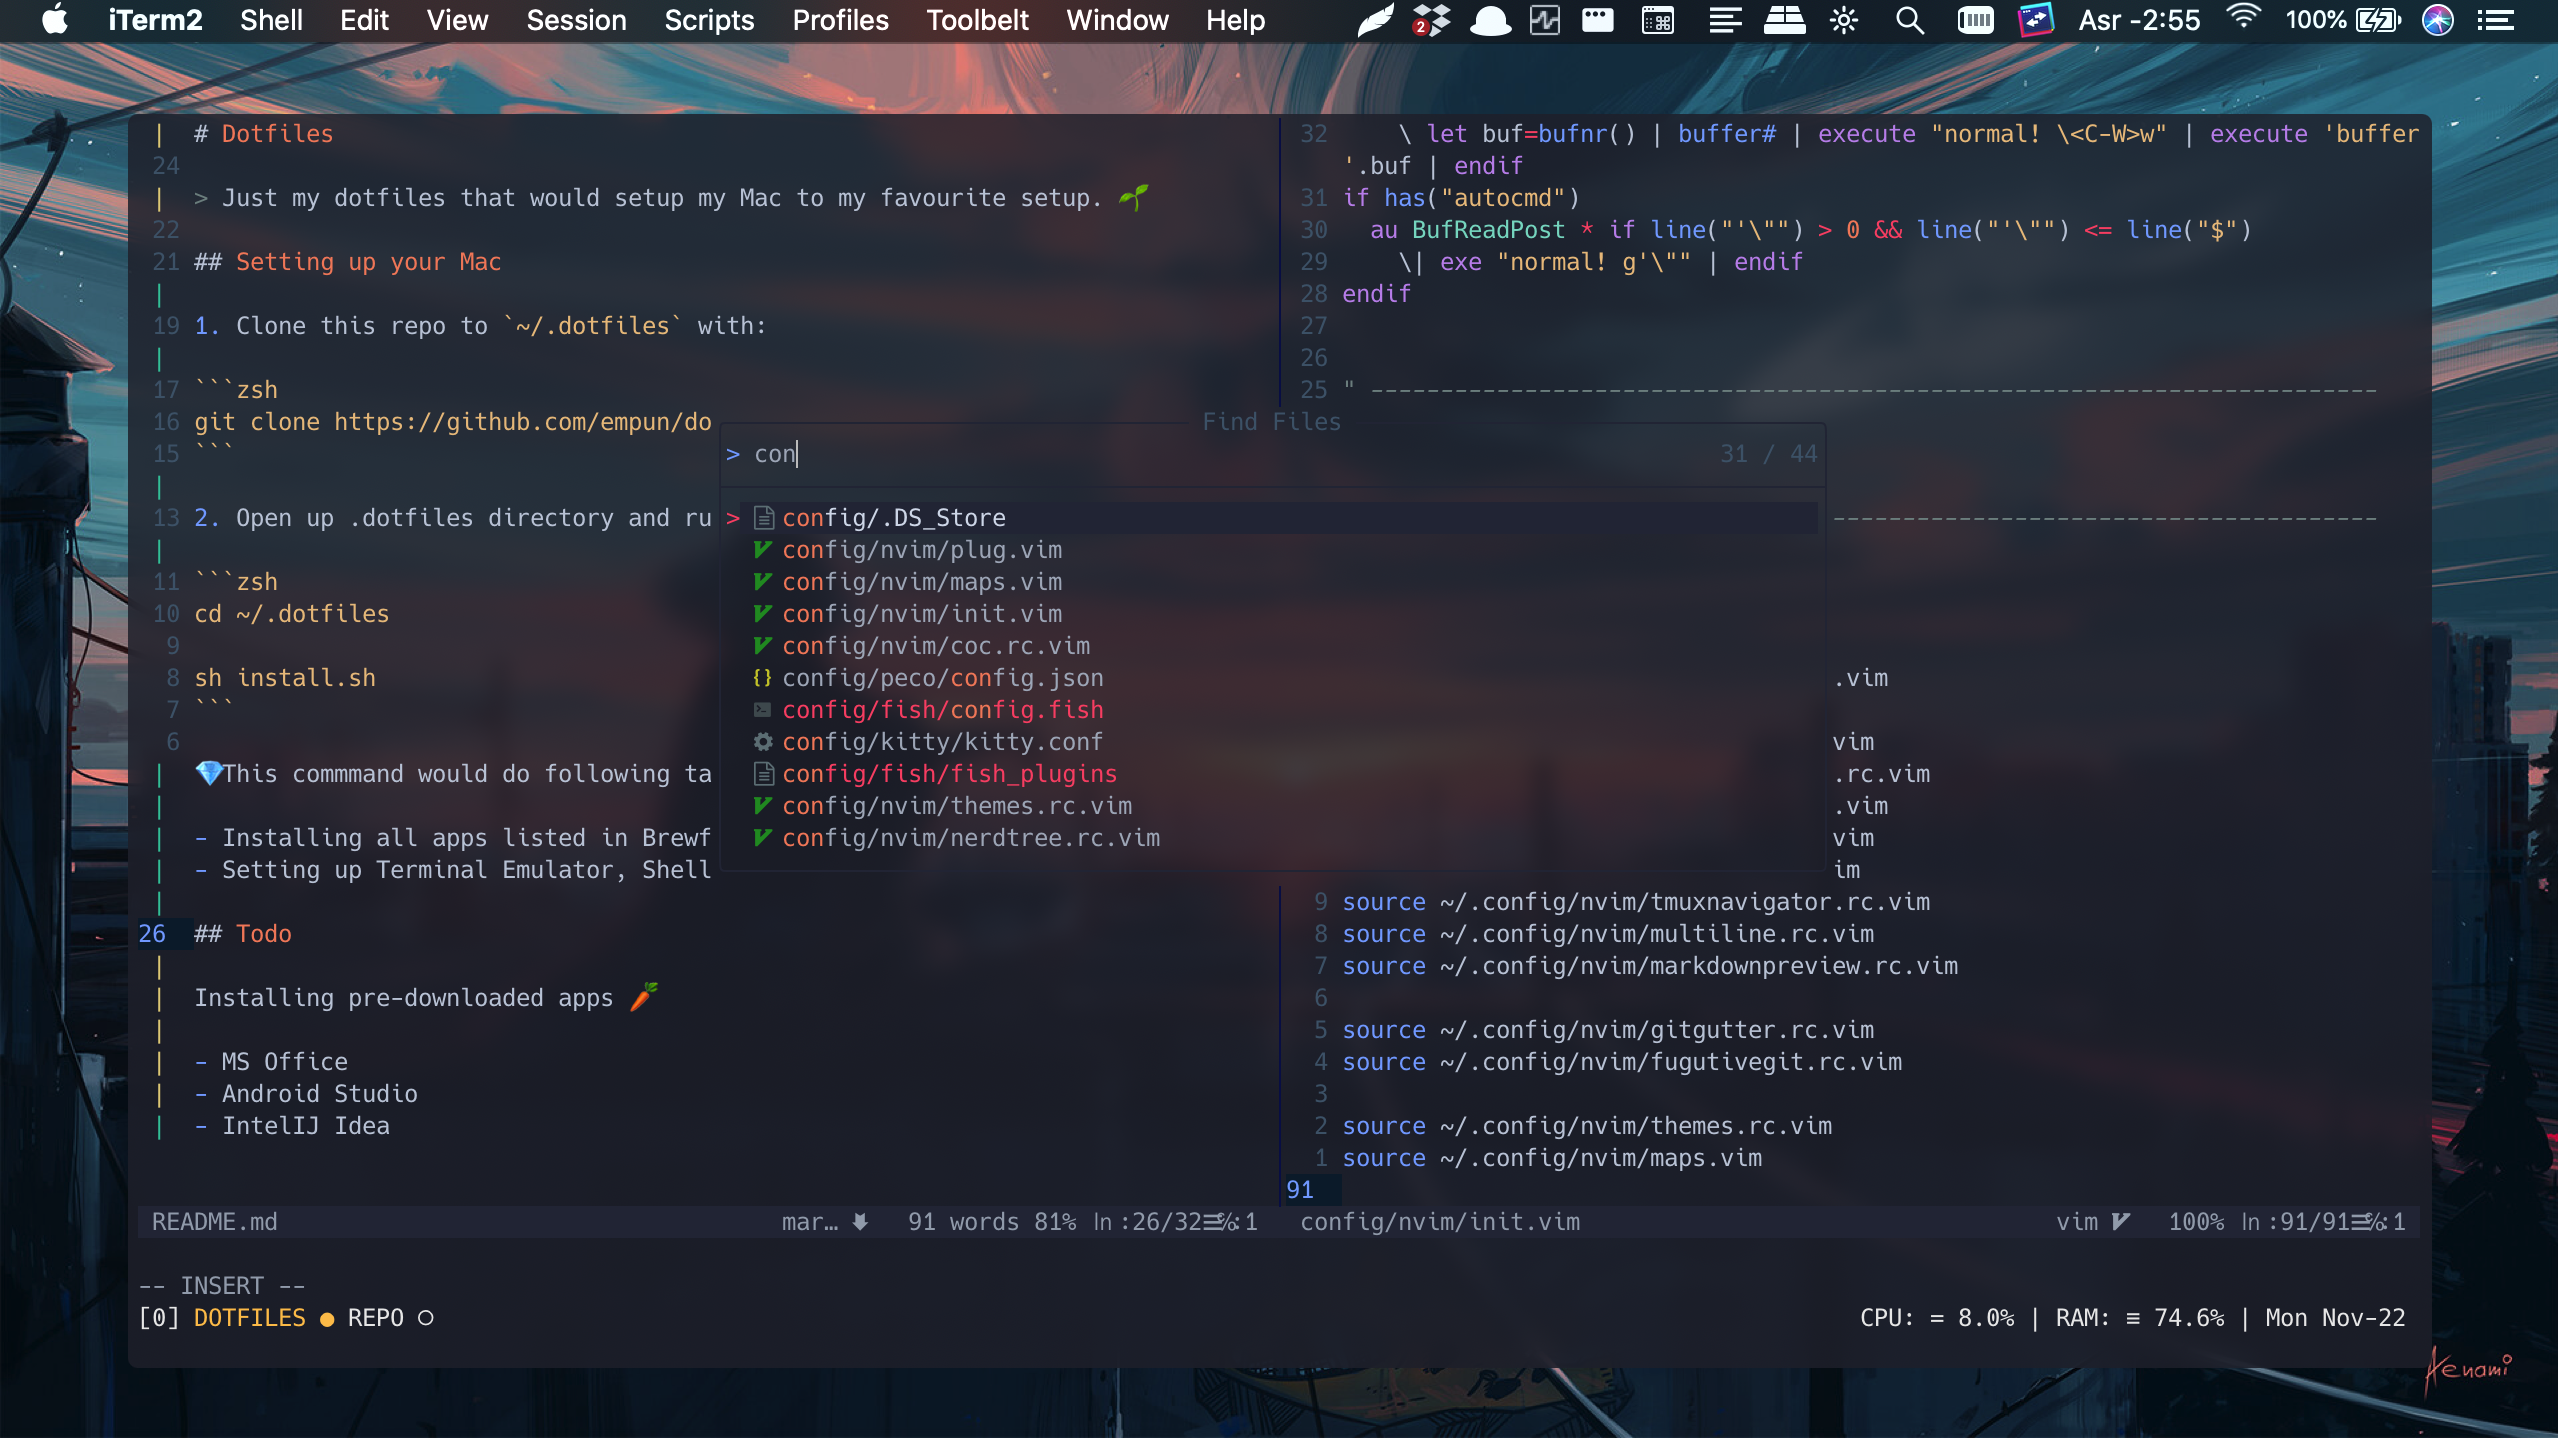 iTerm2 Shell Edit View Session Scripts Profiles Toolbelt Window Help 2 Asr -2:55 100%
# Dotfiles
24
> Just my dotfiles that would setup my Mac to my favourite setup. 🌱
22
21 ## Setting up your Mac
19 1. Clone this repo to `~/.dotfiles` with:
17 ```zsh
16 git clone https://github.com/empun/do
15 ```
13 2. Open up .dotfiles directory and ru
11 ```zsh
10 cd ~/.dotfiles
9
8 sh install.sh
7 ```
6
💎This commmand would do following ta
- Installing all apps listed in Brewf
- Setting up Terminal Emulator, Shell
26 ## Todo
Installing pre-downloaded apps 🥕
- MS Office
- Android Studio
- IntelIJ Idea
README.md mar… 91 words 81% ln :26/32☰℅:1
32 \ let buf=bufnr() | buffer# | execute "normal! \<C-W>w" | execute 'buffer
'.buf | endif
31 if has("autocmd")
30 au BufReadPost * if line("'\"") > 0 && line("'\"") <= line("$")
29 \| exe "normal! g'\"" | endif
28 endif
27
26
25 " ------------------------------------------------------------------------
Find Files
> con 31 / 44
> config/.DS_Store
config/nvim/plug.vim
config/nvim/maps.vim
config/nvim/init.vim
config/nvim/coc.rc.vim
{} config/peco/config.json
config/fish/config.fish
config/kitty/kitty.conf
config/fish/fish_plugins
config/nvim/themes.rc.vim
config/nvim/nerdtree.rc.vim
---------------------------------------
.vim
vim
.rc.vim
.vim
vim
im
9 source ~/.config/nvim/tmuxnavigator.rc.vim
8 source ~/.config/nvim/multiline.rc.vim
7 source ~/.config/nvim/markdownpreview.rc.vim
6
5 source ~/.config/nvim/gitgutter.rc.vim
4 source ~/.config/nvim/fugutivegit.rc.vim
3
2 source ~/.config/nvim/themes.rc.vim
1 source ~/.config/nvim/maps.vim
91
config/nvim/init.vim vim 100% ln :91/91☰℅:1
-- INSERT --
[0] DOTFILES ● REPO ○ CPU: = 8.0% | RAM: ≡ 74.6% | Mon Nov-22
Aenami